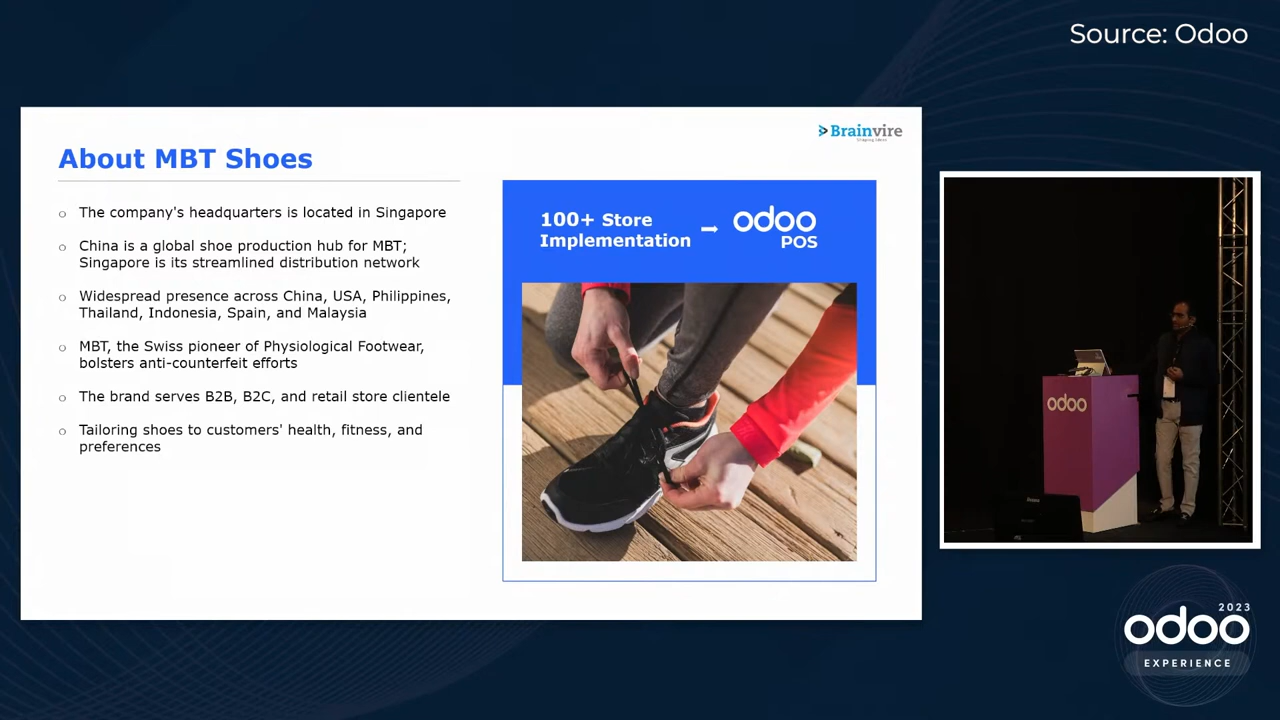 Source: Odoo
Brainvire
About MBT Shoes
The company's headquarters is located in Singapore
China is a global shoe production hub for MBT;
Singapore is its streamlined distribution network
Widespread presence across China, USA, Philippines,
Thailand, Indonesia, Spain, and Malaysia
MBT, the Swiss pioneer of Physiological Footwear,
bolsters anti-counterfeit efforts
The brand serves B2B, B2C, and retail store clientele
Tailoring shoes to customers' health, fitness, and
preferences
100+ Store
Implementation
odoo
POS
odoo
2023
odoo
EXPERIENCE